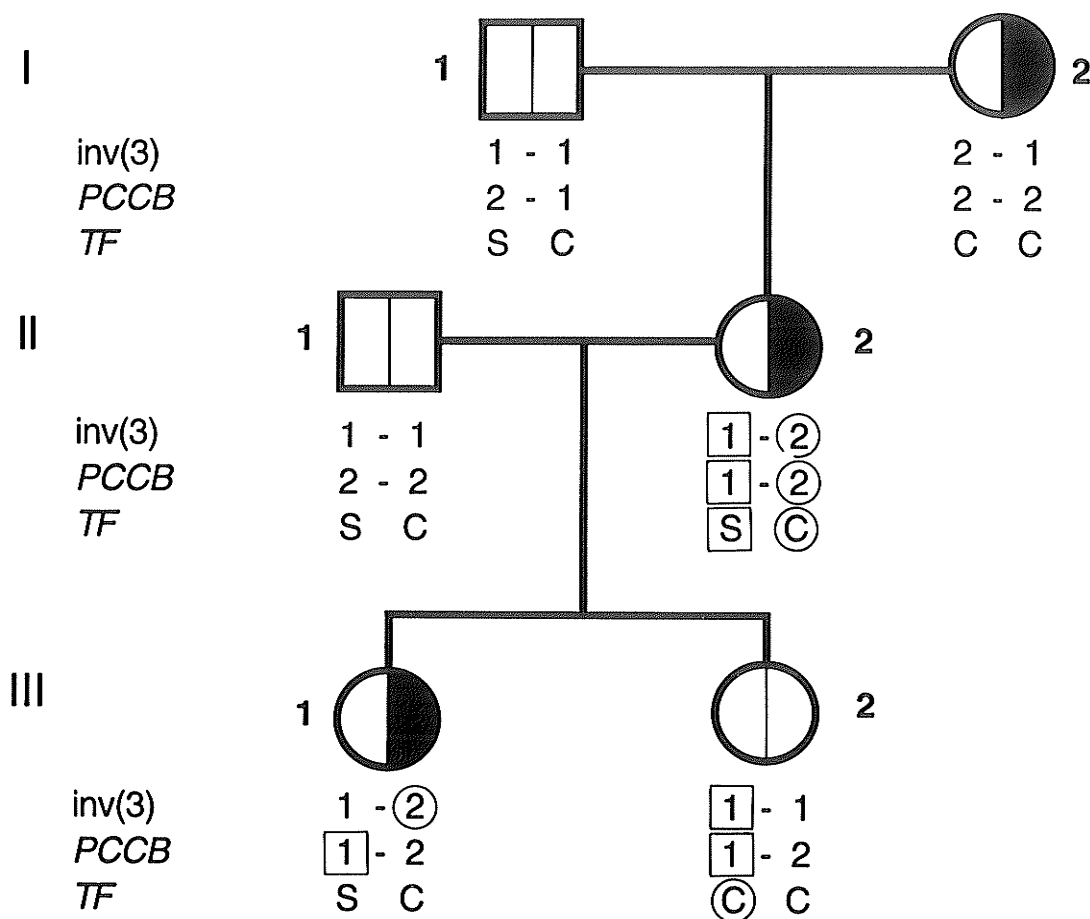 I 1 2
inv(3) 1 - 1 2 - 1
PCCB 2 - 1 2 - 2
TF S C C C
II 1 2
inv(3) 1 - 1 1 - 2
PCCB 2 - 2 1 - 2
TF S C S C
III 1 2
inv(3) 1 - 2 1 - 1
PCCB 1 - 2 1 - 2
TF S C C C